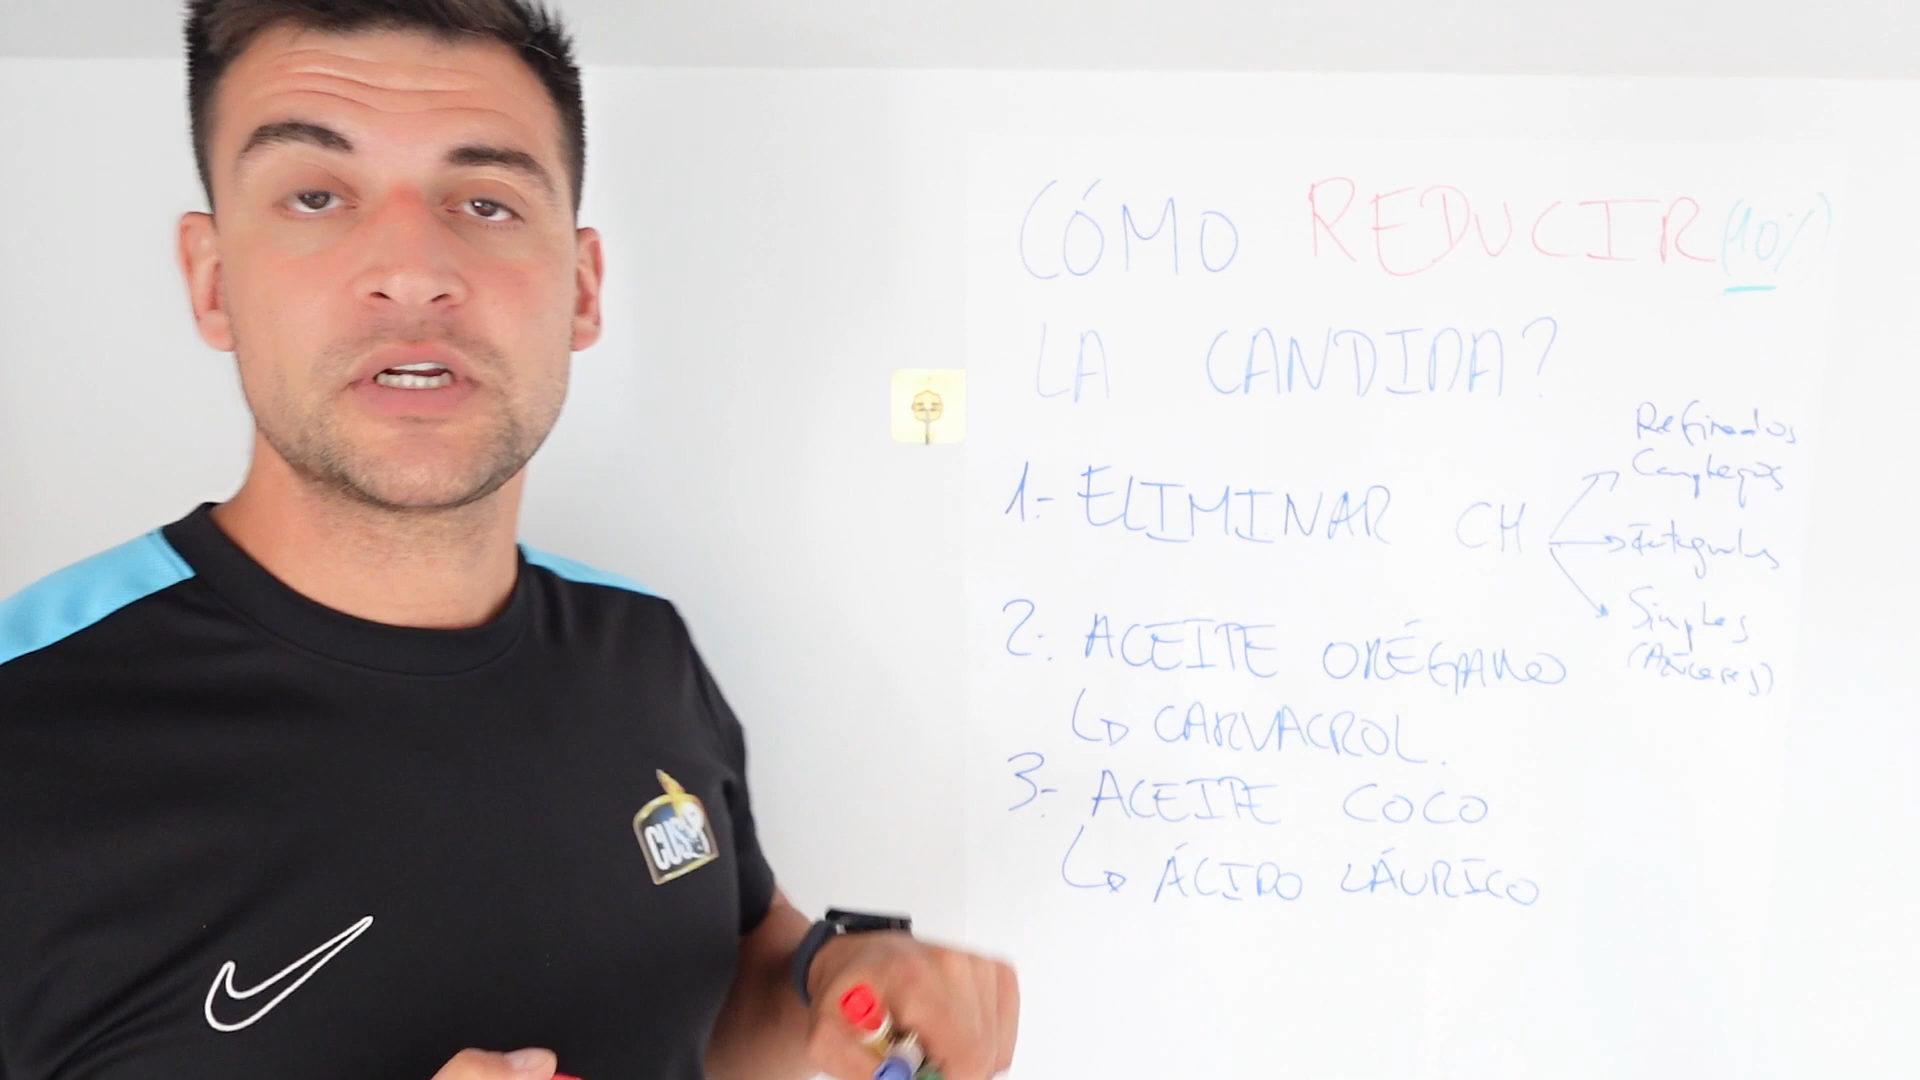 CÓMO REDUCIR (10%)
LA CANDIDA?
Refinados
Complejos
1.- ELIMINAR CH
Integrales
Simples
(Azúcares)
2.- ACEITE ORÉGANO
CARVACROL.
3.- ACEITE COCO
ÁCIDO LÁURICO